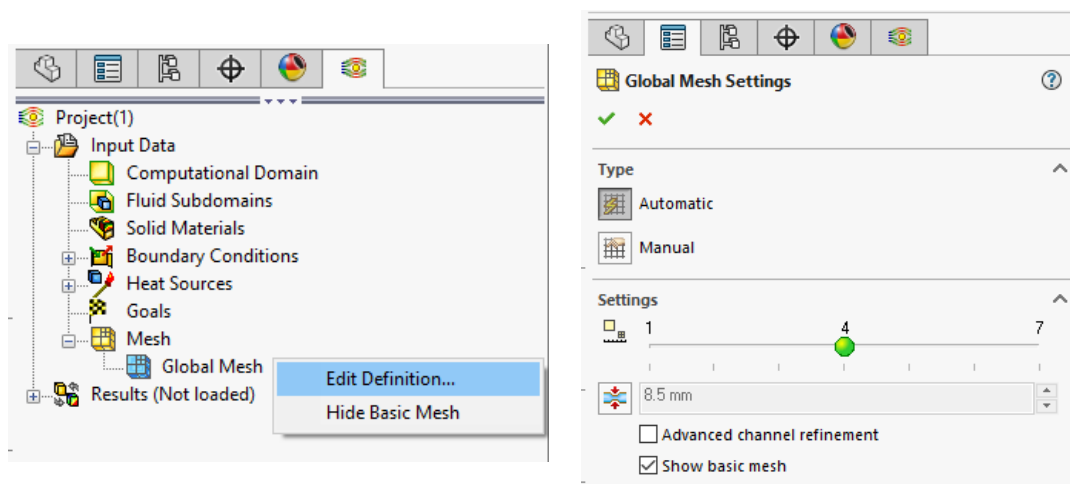 Project(1)
Input Data
Computational Domain
Fluid Subdomains
Solid Materials
Boundary Conditions
Heat Sources
Goals
Mesh
Global Mesh
Results (Not loaded)
Edit Definition...
Hide Basic Mesh
Global Mesh Settings
Type
Automatic
Manual
Settings
1 4 7
8.5 mm
Advanced channel refinement
Show basic mesh